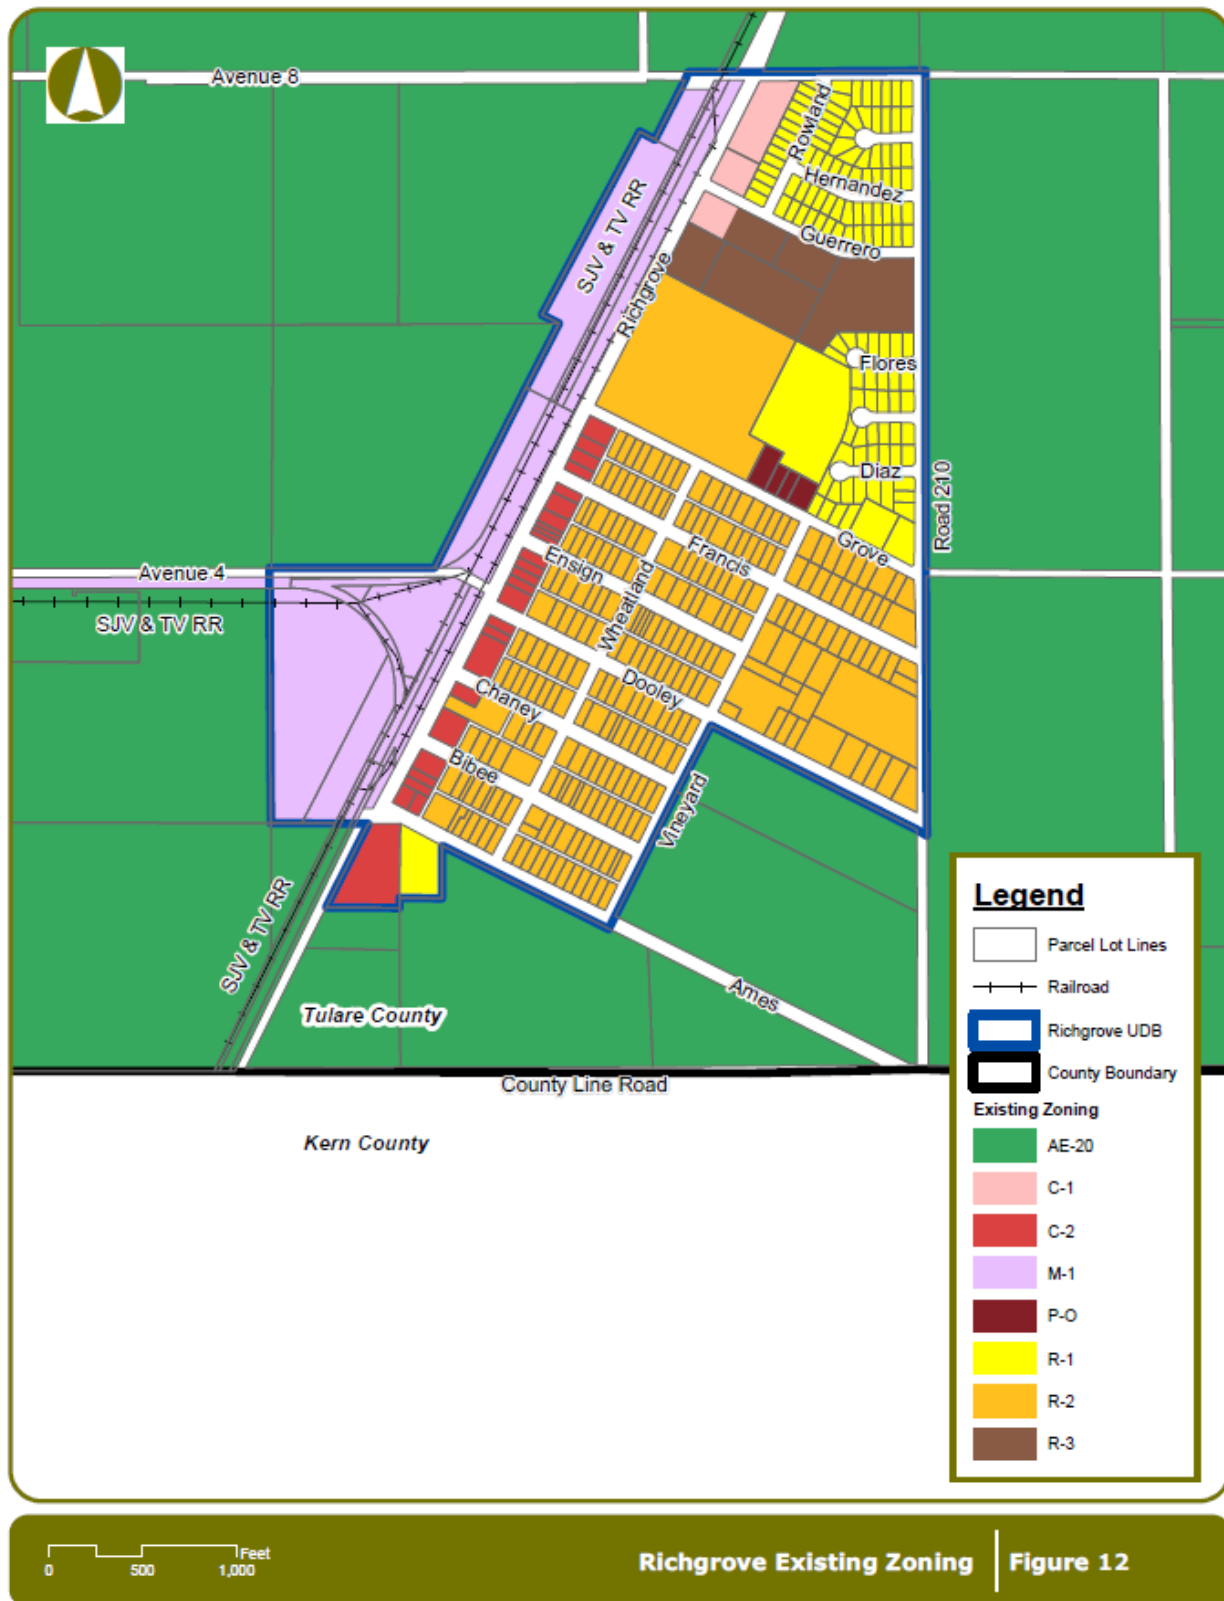 Avenue 8
Rowland
Hernandez
SJV & TV RR
Guerrero
Richgrove
Flores
Diaz
Road 210
Grove
Francis
Ensign
Avenue 4
Wheatland
SJV & TV RR
Dooley
Chaney
Bibee
Vineyard
SJV & TV RR
Ames
Tulare County
County Line Road
Kern County
Legend
Parcel Lot Lines
Railroad
Richgrove UDB
County Boundary
Existing Zoning
AE-20
C-1
C-2
M-1
P-O
R-1
R-2
R-3
Feet
0 500 1,000
Richgrove Existing Zoning Figure 12